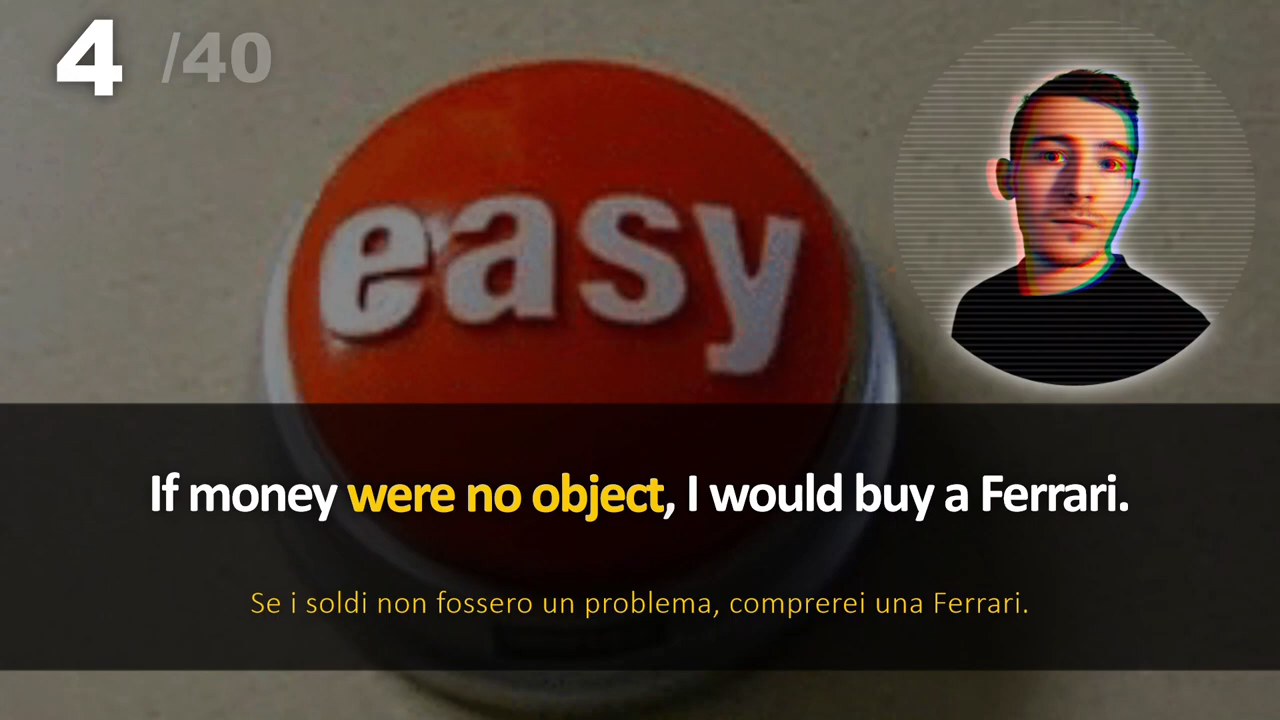 4 /40
easy
If money were no object, I would buy a Ferrari.
Se i soldi non fossero un problema, comprerei una Ferrari.